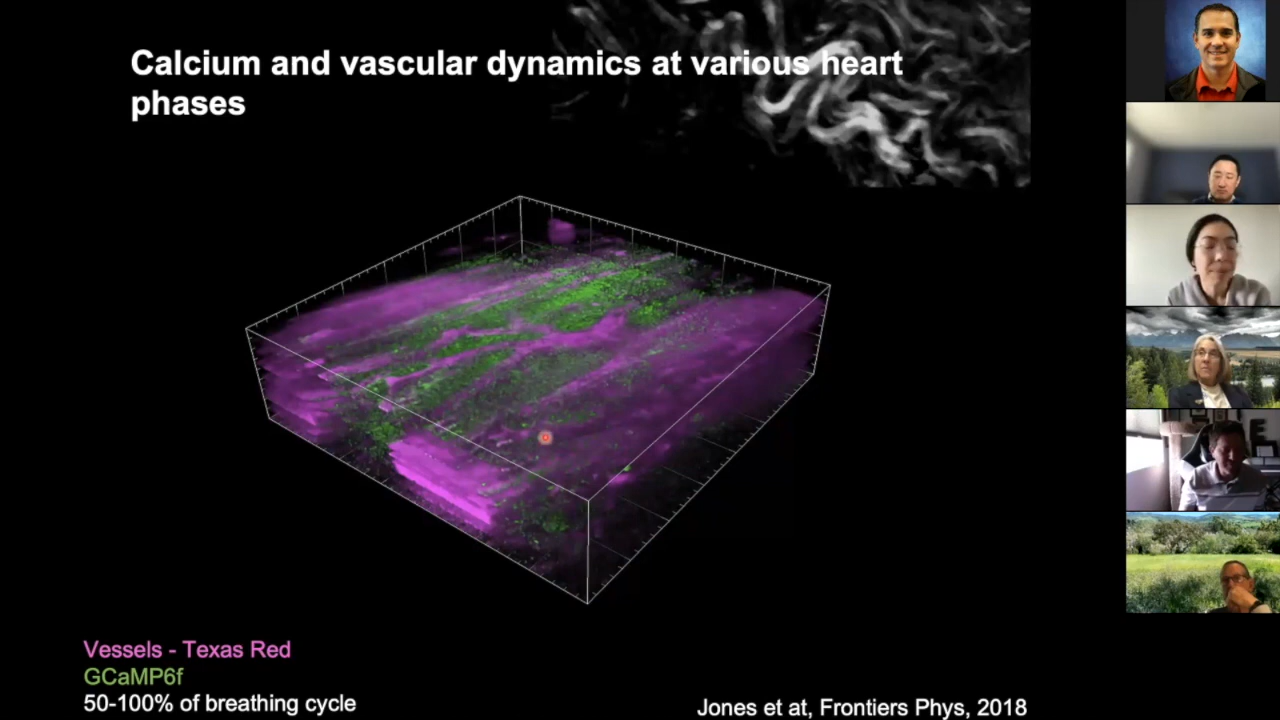 Calcium and vascular dynamics at various heart
phases
Vessels - Texas Red
GCaMP6f
50-100% of breathing cycle
Jones et at, Frontiers Phys, 2018